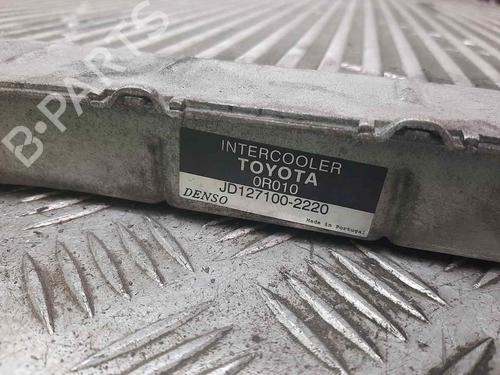 B-PARTS
INTERCOOLER
TOYOTA
0R010
JD127100-2220
DENSO
Made in Portugal